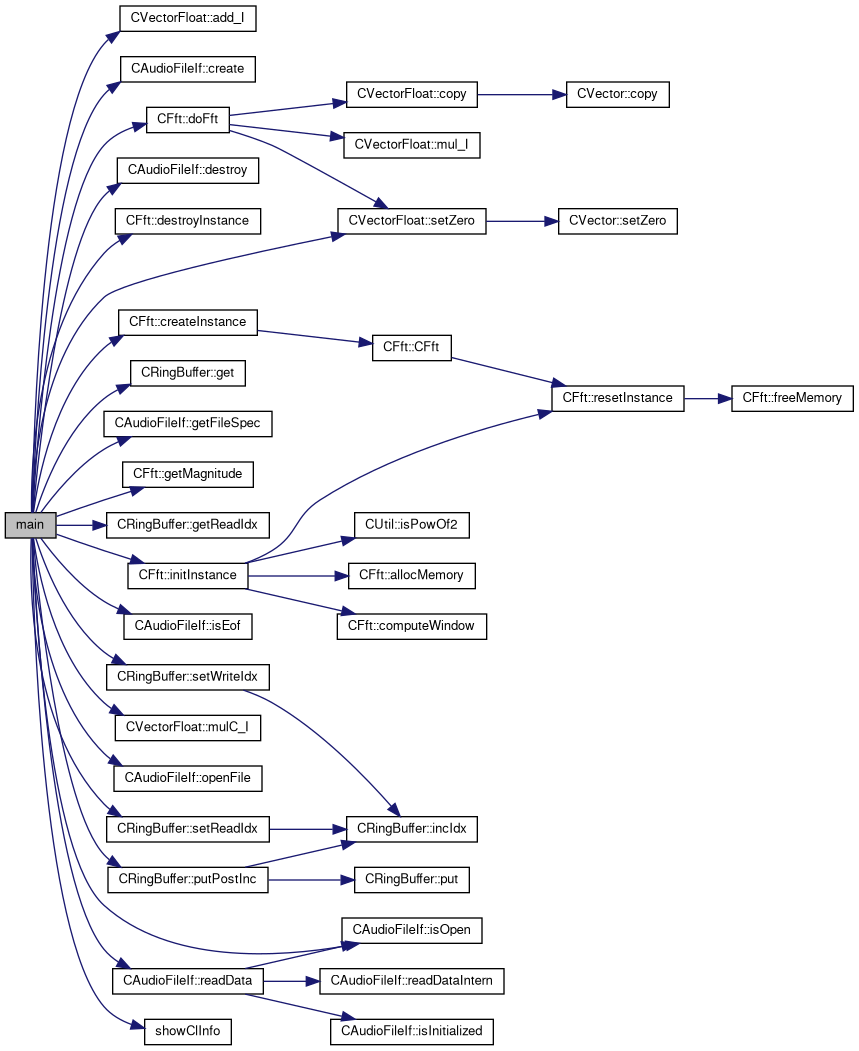 CVectorFloat::add_I
CAudioFileIf::create
CFft::doFft
CVectorFloat::copy
CVector::copy
CVectorFloat::mul_I
CAudioFileIf::destroy
CFft::destroyInstance
CVectorFloat::setZero
CVector::setZero
CFft::createInstance
CFft::CFft
CRingBuffer::get
CFft::resetInstance
CFft::freeMemory
CAudioFileIf::getFileSpec
CFft::getMagnitude
main
CRingBuffer::getReadIdx
CUtil::isPowOf2
CFft::initInstance
CFft::allocMemory
CAudioFileIf::isEof
CFft::computeWindow
CRingBuffer::setWriteIdx
CVectorFloat::mulC_I
CAudioFileIf::openFile
CRingBuffer::setReadIdx
CRingBuffer::incIdx
CRingBuffer::putPostInc
CRingBuffer::put
CAudioFileIf::isOpen
CAudioFileIf::readData
CAudioFileIf::readDataIntern
showClInfo
CAudioFileIf::isInitialized